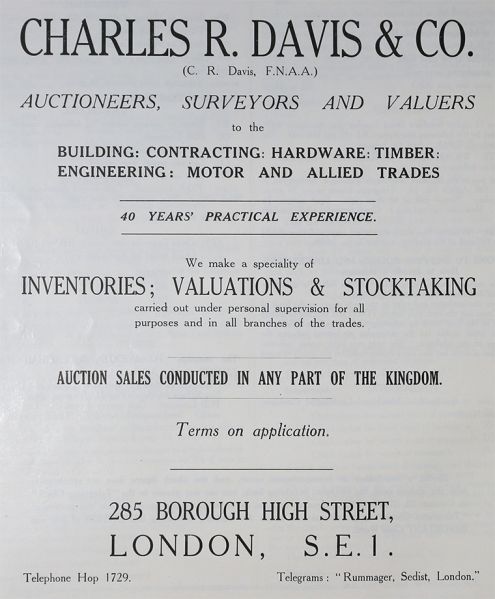 CHARLES R. DAVIS & CO.
(C. R. Davis, F.N.A.A.)
AUCTIONEERS, SURVEYORS AND VALUERS
to the
BUILDING: CONTRACTING: HARDWARE: TIMBER:
ENGINEERING: MOTOR AND ALLIED TRADES
40 YEARS' PRACTICAL EXPERIENCE.
We make a speciality of
INVENTORIES; VALUATIONS & STOCKTAKING
carried out under personal supervision for all
purposes and in all branches of the trades.
AUCTION SALES CONDUCTED IN ANY PART OF THE KINGDOM.
Terms on application.
285 BOROUGH HIGH STREET,
LONDON, S.E.1.
Telephone Hop 1729.
Telegrams: "Rummager, Sedist, London."